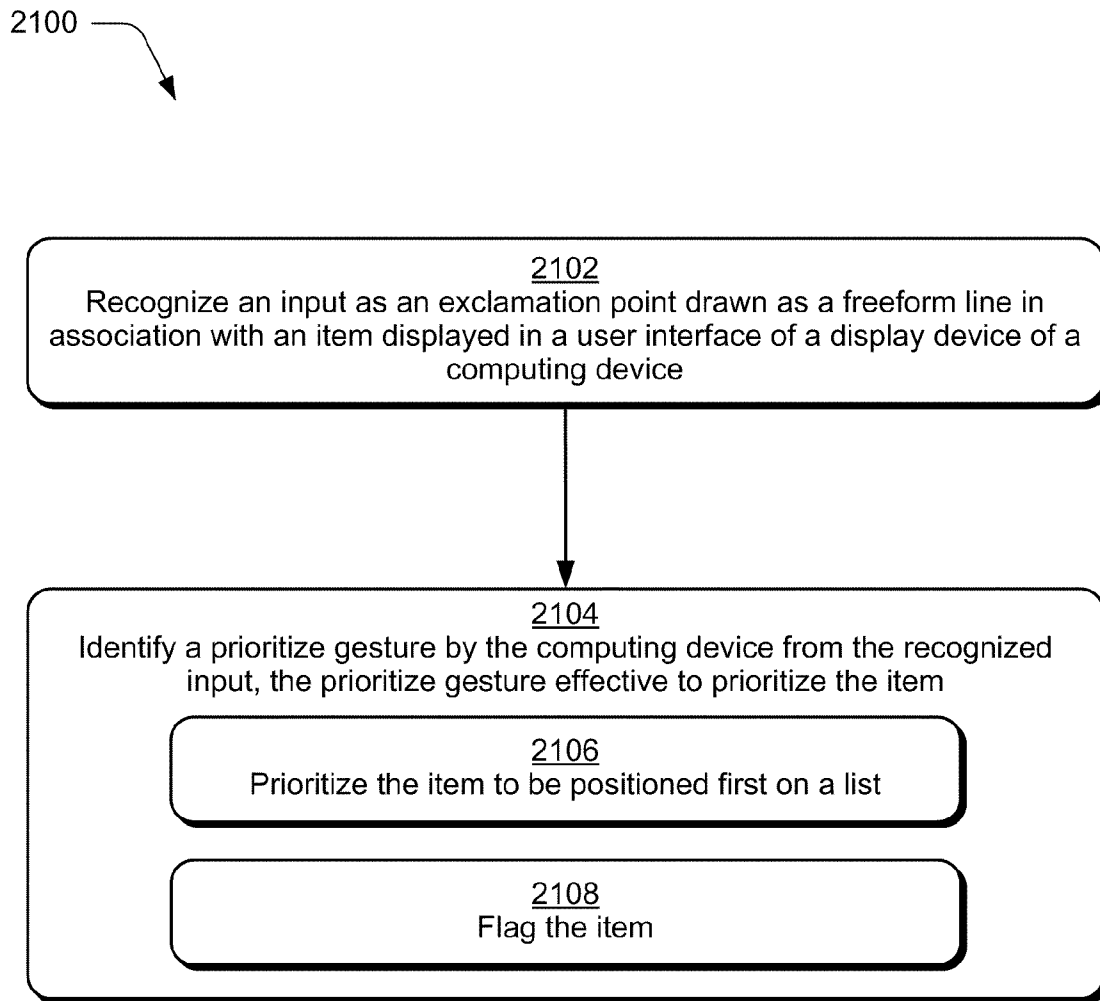 2100
2102
Recognize an input as an exclamation point drawn as a freeform line in
association with an item displayed in a user interface of a display device of a
computing device
2104
Identify a prioritize gesture by the computing device from the recognized
input, the prioritize gesture effective to prioritize the item
2106
Prioritize the item to be positioned first on a list
2108
Flag the item